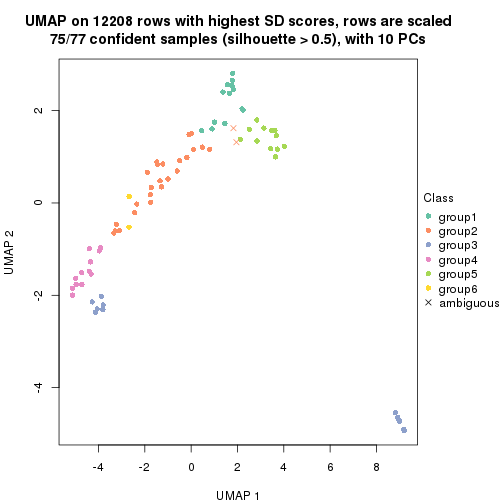 UMAP on 12208 rows with highest SD scores, rows are scaled
75/77 confident samples (silhouette > 0.5), with 10 PCs
2
0
-2
-4
UMAP 2
-4
-2
0
2
4
6
8
UMAP 1
Class
group1
group2
group3
group4
group5
group6
ambiguous